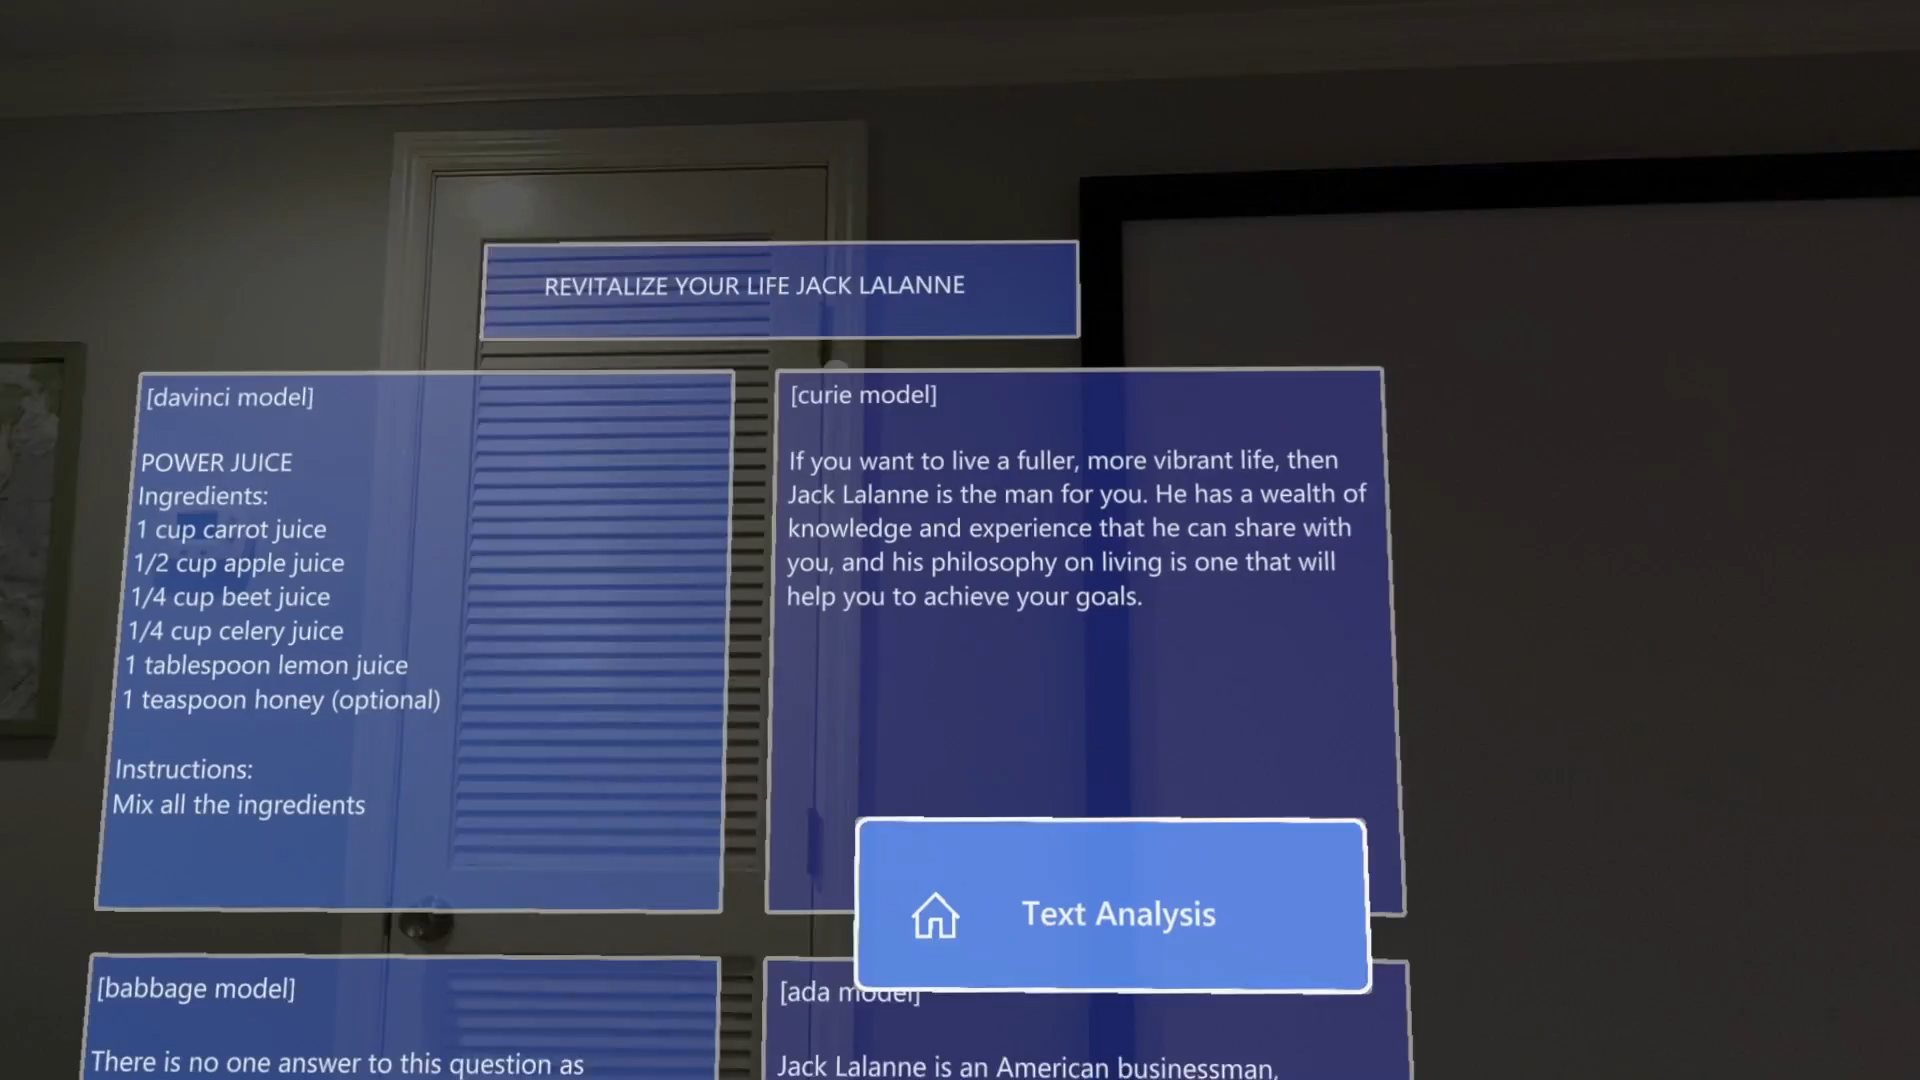 REVITALIZE YOUR LIFE JACK LALANNE
[davinci model]
POWER JUICE
Ingredients:
1 cup carrot juice
1/2 cup apple juice
1/4 cup beet juice
1/4 cup celery juice
1 tablespoon lemon juice
1 teaspoon honey (optional)
Instructions:
Mix all the ingredients
[curie model]
If you want to live a fuller, more vibrant life, then
Jack Lalanne is the man for you. He has a wealth of
knowledge and experience that he can share with
you, and his philosophy on living is one that will
help you to achieve your goals.
Text Analysis
[babbage model]
There is no one answer to this question as
[ada model]
Jack Lalanne is an American businessman,